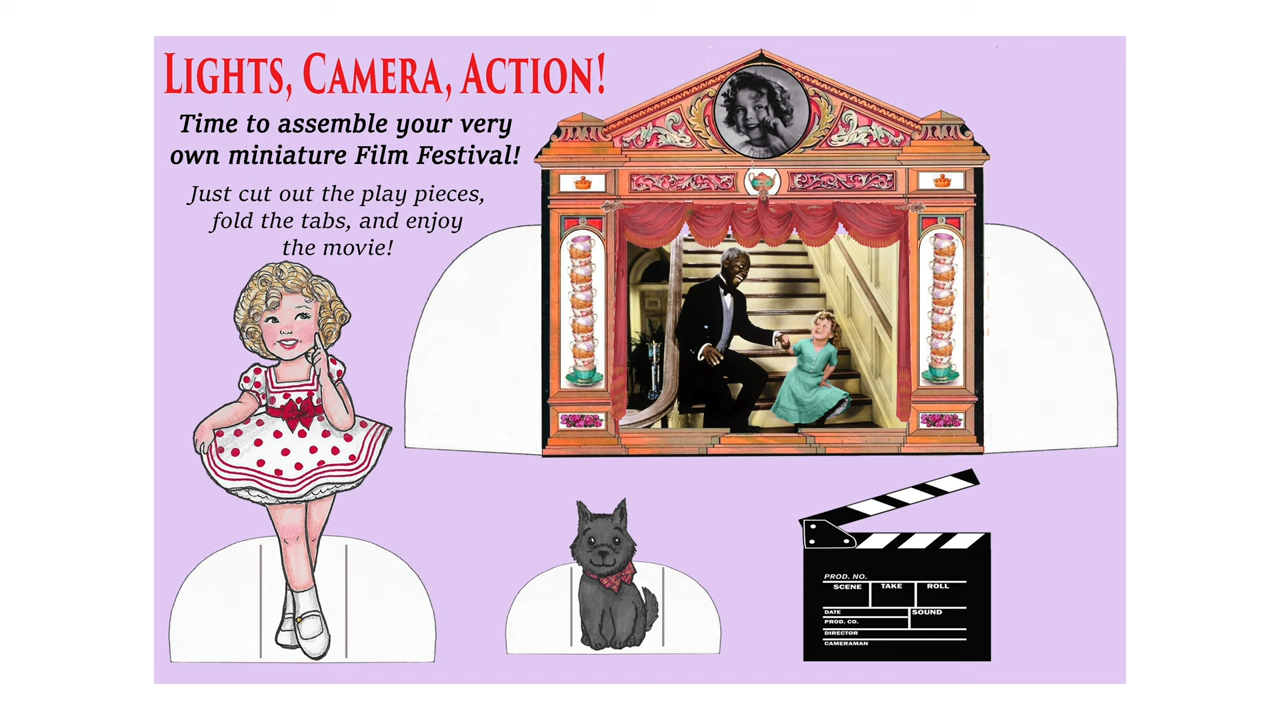 LIGHTS, CAMERA, ACTION!
Time to assemble your very
own miniature Film Festival!
Just cut out the play pieces,
fold the tabs, and enjoy
the movie!
PROD. NO.
SCENE TAKE ROLL
DATE SOUND
PROD. CO.
DIRECTOR
CAMERAMAN